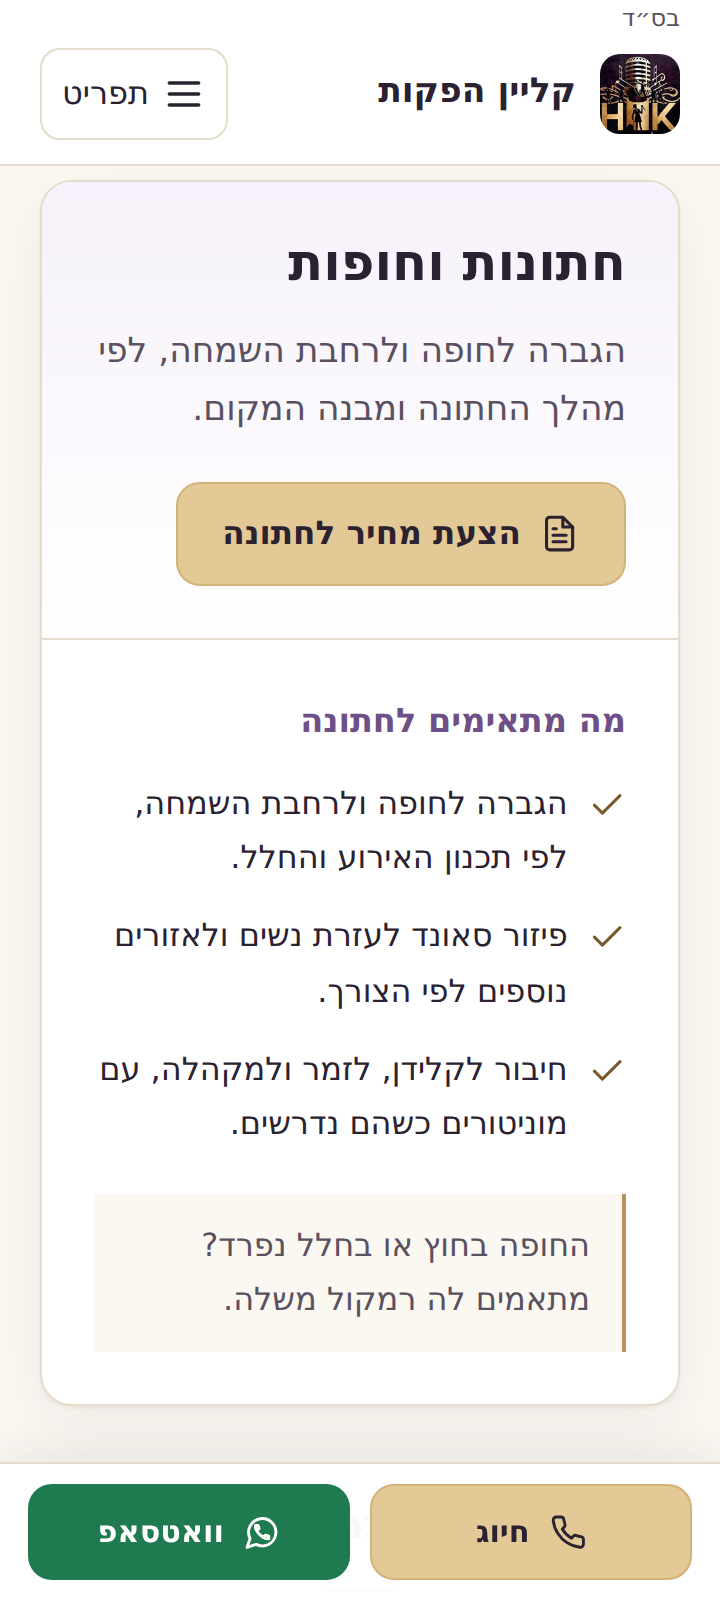 בס״ד
קליין הפקות
תפריט
HK
חתונות וחופות
הגברה לחופה ולרחבת השמחה, לפי
מהלך החתונה ומבנה המקום.
הצעת מחיר לחתונה
מה מתאימים לחתונה
הגברה לחופה ולרחבת השמחה,
לפי תכנון האירוע והחלל.
פיזור סאונד לעזרת נשים ולאזורים
נוספים לפי הצורך.
חיבור לקלידן, לזמר ולמקהלה, עם
מוניטורים כשהם נדרשים.
החופה בחוץ או בחלל נפרד?
מתאמים לה רמקול משלה.
חיוג
וואטסאפ